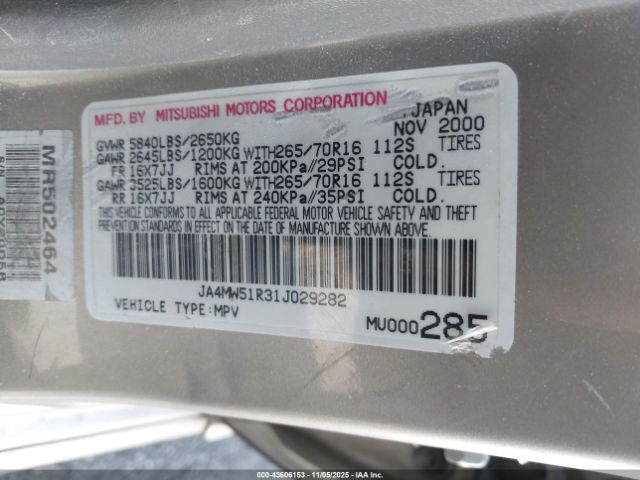 MFD. BY MITSUBISHI MOTORS CORPORATION , JAPAN
GVWR 5840LBS/2650KG NOV 2000
GAWR 2645LBS/1200KG WITH265/70R16 112S TIRES
FR 16X7JJ RIMS AT 200KPa//29PSI COLD.
GAWR 3525LBS/1600KG WITH265/70R16 112S TIRES
RR 16X7JJ RIMS AT 240KPa//35PSI COLD.
THIS VEHICLE CONFORMS TO ALL APPLICABLE FEDERAL MOTOR VEHICLE SAFETY AND THEFT
PREVENTION STANDARDS IN EFFECT ON THE DATE OF MANUFACTURE SHOWN ABOVE.
JA4MW51R31J029282
VEHICLE TYPE:MPV
MU000285
MR502464
S/N
00-43606153 - 11/05/2025 - IAA Inc.